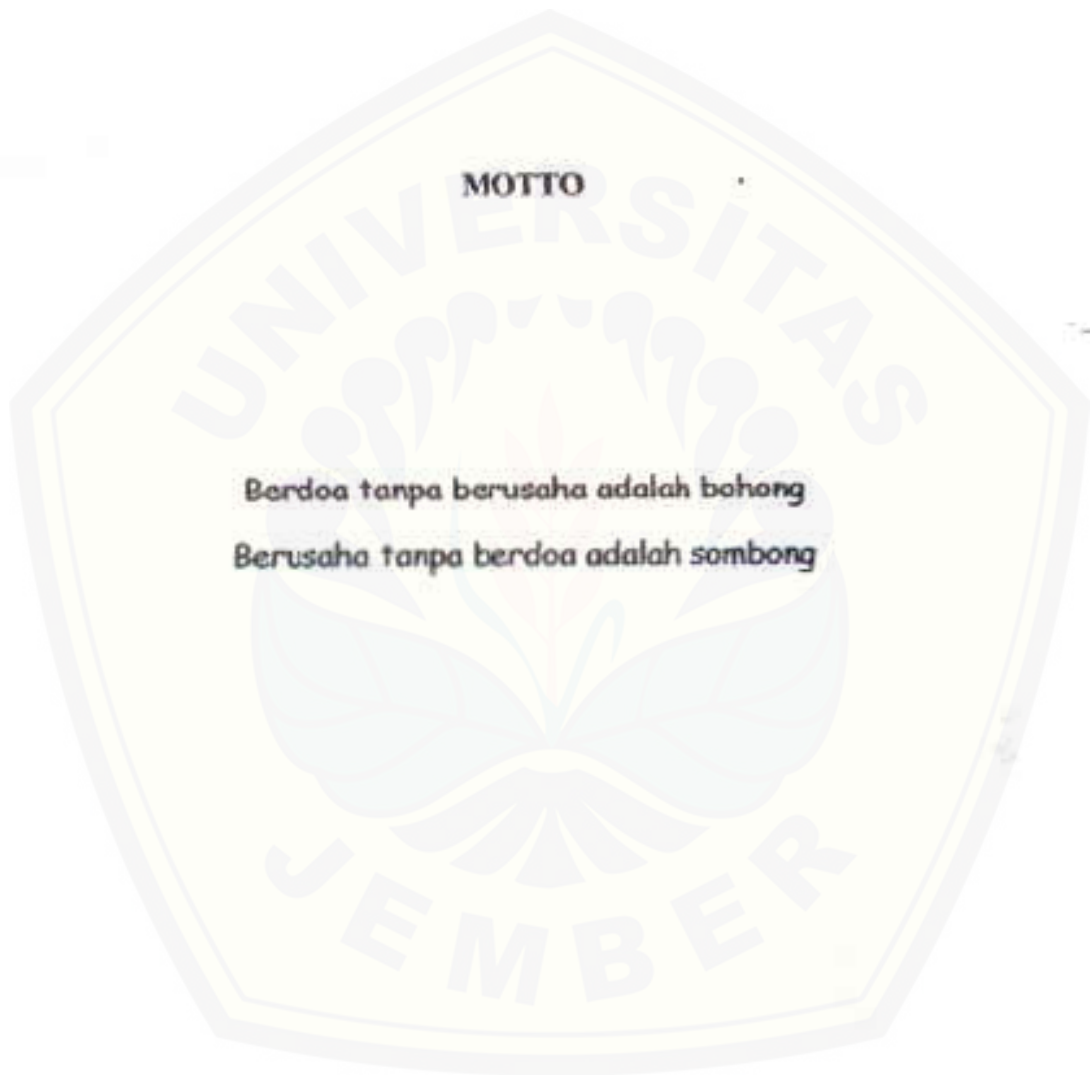 MOTTO
UNIVERSITAS
Berdoa tanpa berusaha adalah bohong
Berusaha tanpa berdoa adalah sombong
JEMBER